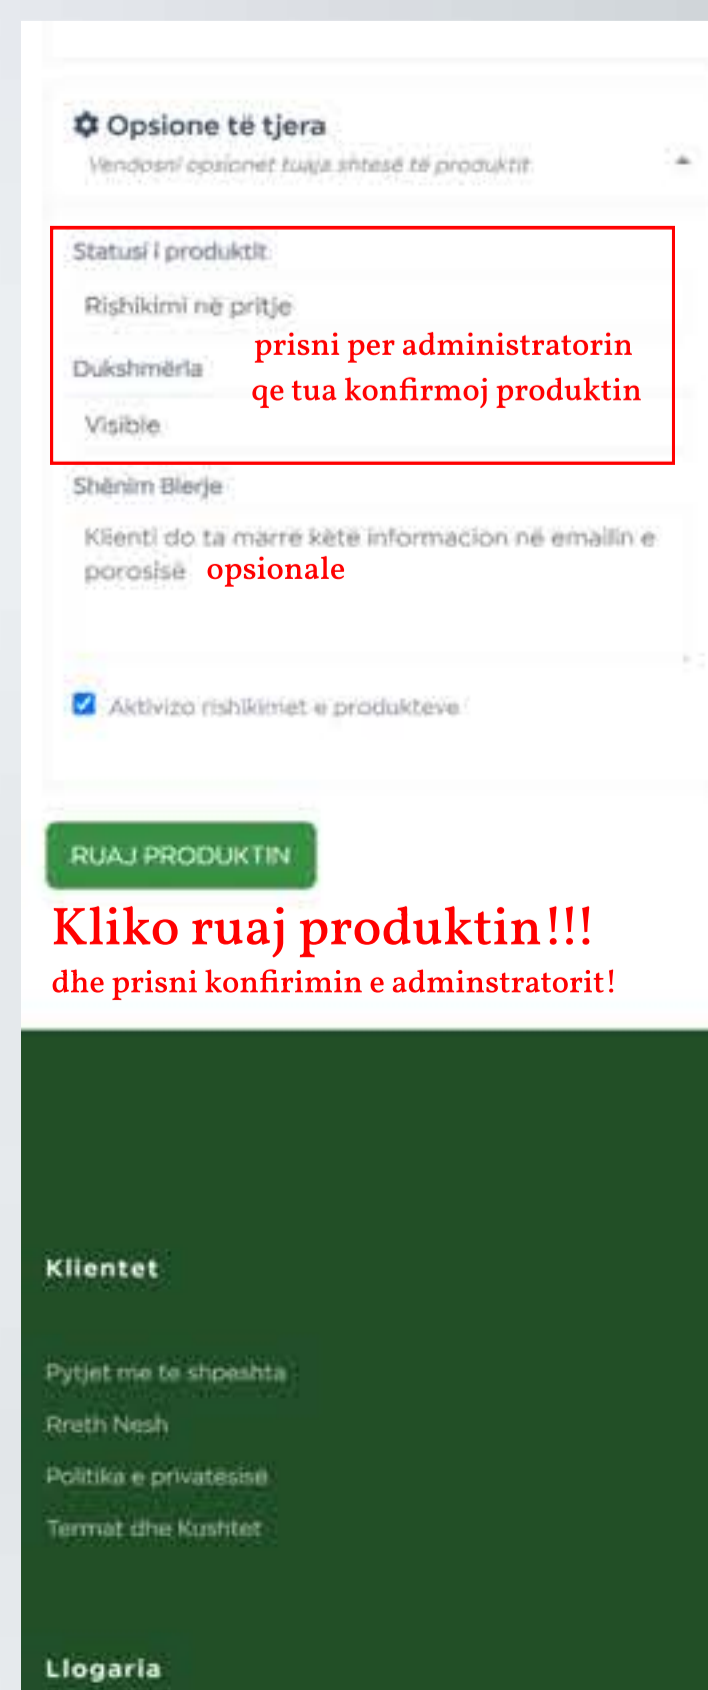 Opsione të tjera
Vendosni opsionet tuaja shtesë të produktit
Statusi i produktit
Rishikimi në pritje
prisni per administratorin
Dukshmëria
qe tua konfirmoj produktin
Visible
Shënim Blerje
Klienti do ta marrë këtë informacion në emailin e
porosisë opsionale
Aktivizo rishikimet e produkteve
RUAJ PRODUKTIN
Kliko ruaj produktin!!!
dhe prisni konfirimin e adminstratorit!
Klientet
Pytjet me te shpeshta
Rreth Nesh
Politika e privatësisë
Termat dhe Kushtet
Llogaria